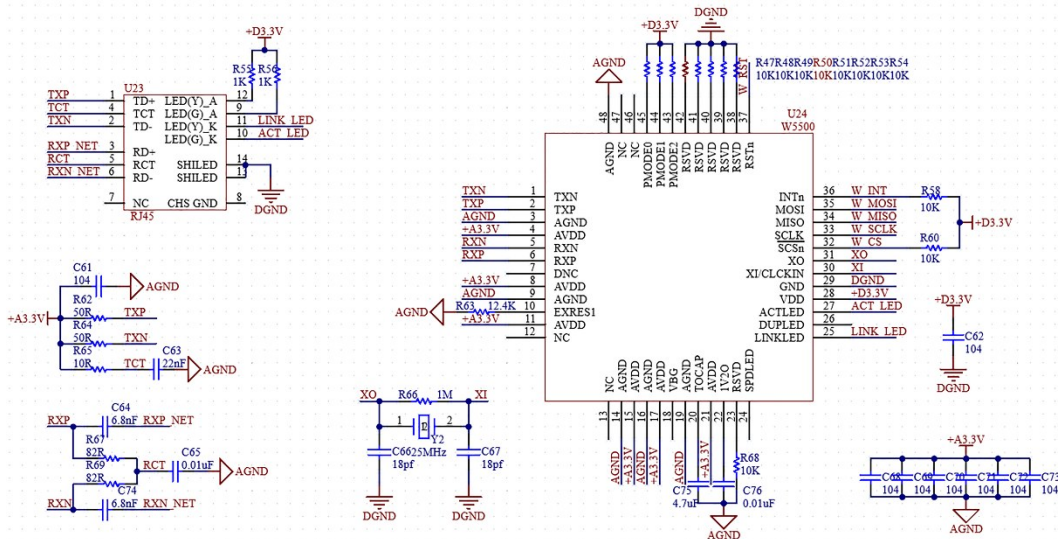 +D3.3V
R55 R56
1K 1K
U23
TXP 1 TD+ LED(Y)_A 12
TCT 4 TCT LED(G)_A 9
TXN 2 TD- LED(Y)_K 11 LINK_LED
LED(G)_K 10 ACT_LED
RXP_NET 3 RD+
RCT 5 RCT SHILED 14
RXN_NET 6 RD- SHILED 13
7 NC CHS GND 8
RJ45
DGND
C61
104
AGND
R62
+A3.3V 50R TXP
R64
50R TXN
R65
10R TCT C63
22nF AGND
C64
RXP 6.8nF RXP_NET
R67
82R
R69 RCT C65
82R 0.01uF AGND
C74
RXN 6.8nF RXN_NET
XO R66 1M XI
1 2
Y2
C66 25MHz C67
18pf 18pf
DGND DGND
DGND
+D3.3V
AGND
R47R48R49R50R51R52R53R54
10K10K10K10K10K10K10K10K
W_RST
U24
W5500
48 47 46 45 44 43 42 41 40 39 38 37
AGND NC NC PMODE0 PMODE1 PMODE2 RSVD RSVD RSVD RSVD RSVD RSTn
TXN 1 TXN INTn 36 W_INT R58
TXP 2 TXP MOSI 35 W_MOSI 10K
AGND 3 AGND MISO 34 W_MISO
+A3.3V 4 AVDD SCLK 33 W_SCLK +D3.3V
RXN 5 RXN SCSn 32 W_CS R60
RXP 6 RXP XO 31 XO 10K
7 DNC XI/CLCKIN 30 XI
+A3.3V 8 AVDD GND 29 DGND
AGND 9 AGND VDD 28 +D3.3V
AGND R63 12.4K 10 EXRES1 ACTLED 27 ACT_LED
+A3.3V 11 AVDD DUPLED 26
12 NC LINKLED 25 LINK_LED
NC AGND AVDD AGND AVDD VBG AGND TOCAP AVDD 1V2O RSVD SPDLED
13 14 15 16 17 18 19 20 21 22 23 24
AGND +A3.3V AGND +A3.3V AGND +A3.3V
R68
10K
C75 C76
4.7uF 0.01uF
AGND
+D3.3V
C62
104
DGND
+A3.3V
C68 C69 C70 C71 C72 C73
104 104 104 104 104 104
AGND